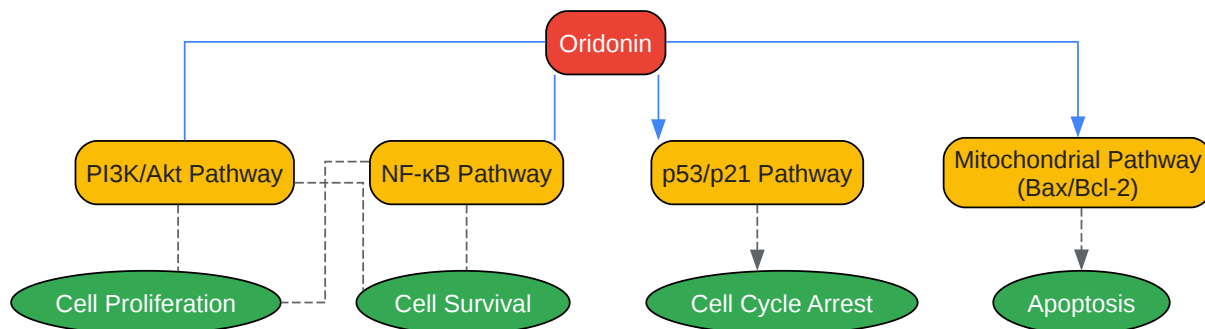 Oridonin
PI3K/Akt Pathway
NF-κB Pathway
p53/p21 Pathway
Mitochondrial Pathway
(Bax/Bcl-2)
Cell Proliferation
Cell Survival
Cell Cycle Arrest
Apoptosis